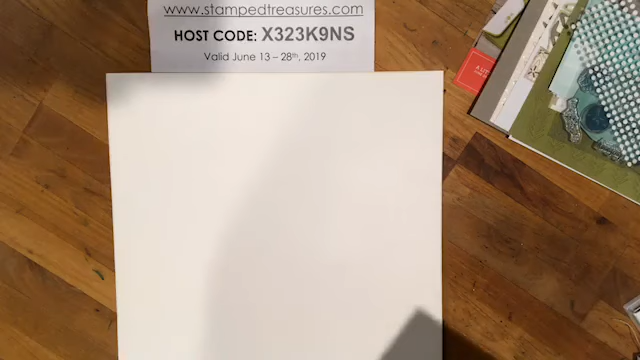 www.stampedtreasures.com
HOST CODE: X323K9NS
Valid June 13 – 28th, 2019